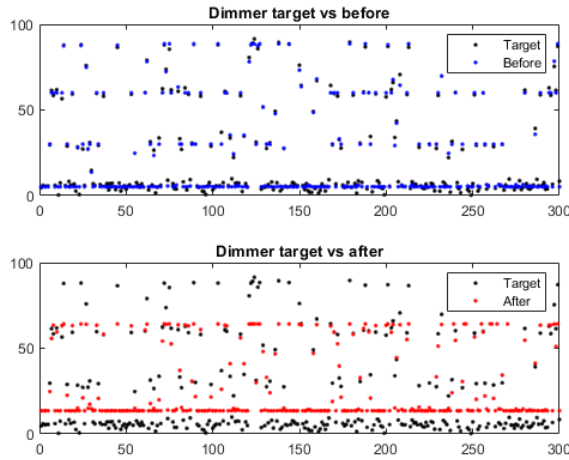 Dimmer target vs before
100
Target
Before
50
0
0 50 100 150 200 250 300
Dimmer target vs after
100
Target
After
50
0
0 50 100 150 200 250 300